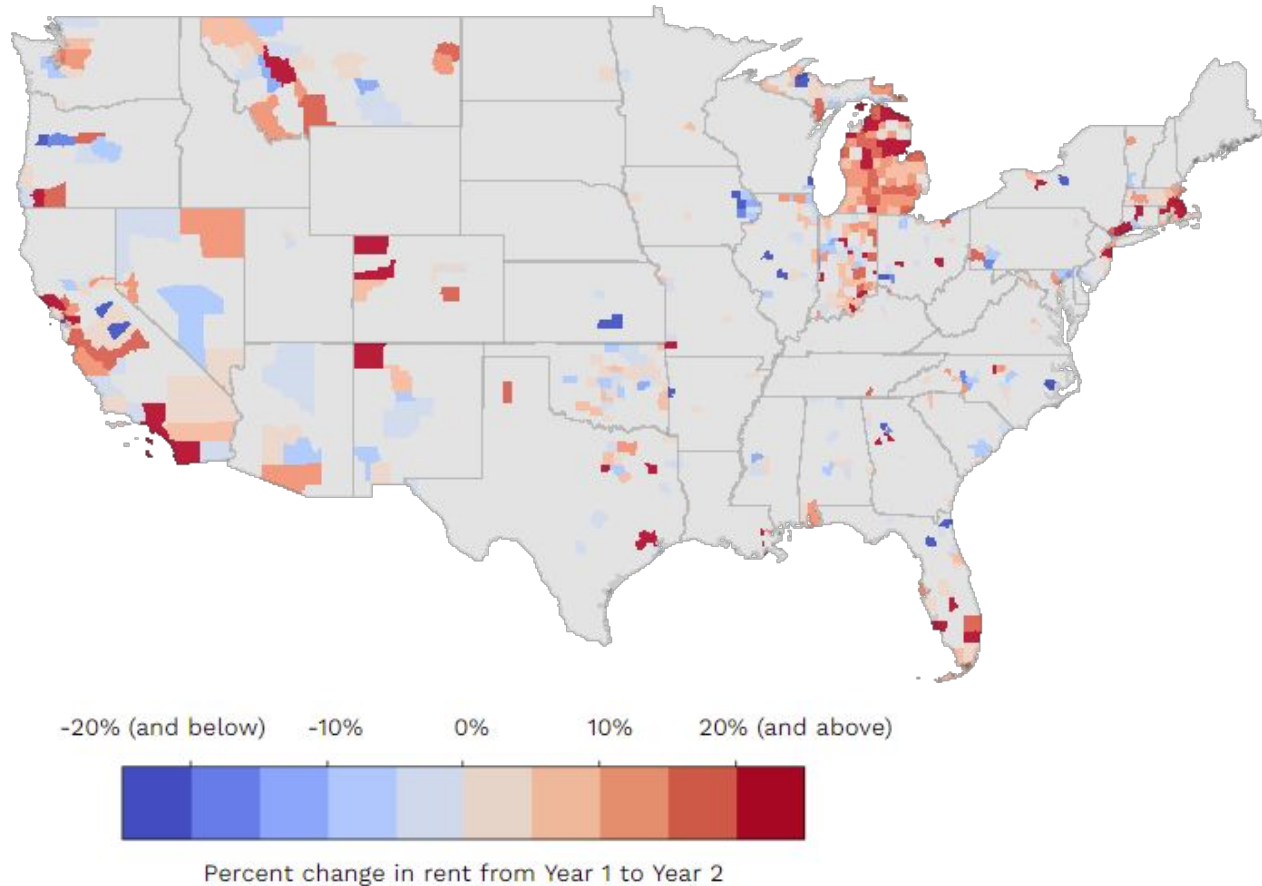 -20% (and below) -10% 0% 10% 20% (and above)
Percent change in rent from Year 1 to Year 2